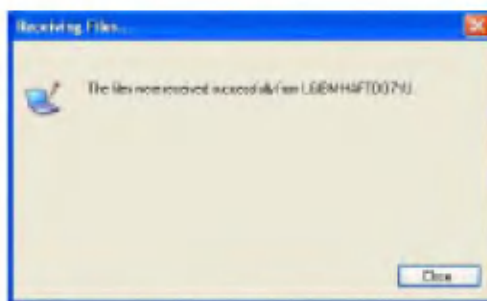 Receiving Files...
The files were received successfully from
Close